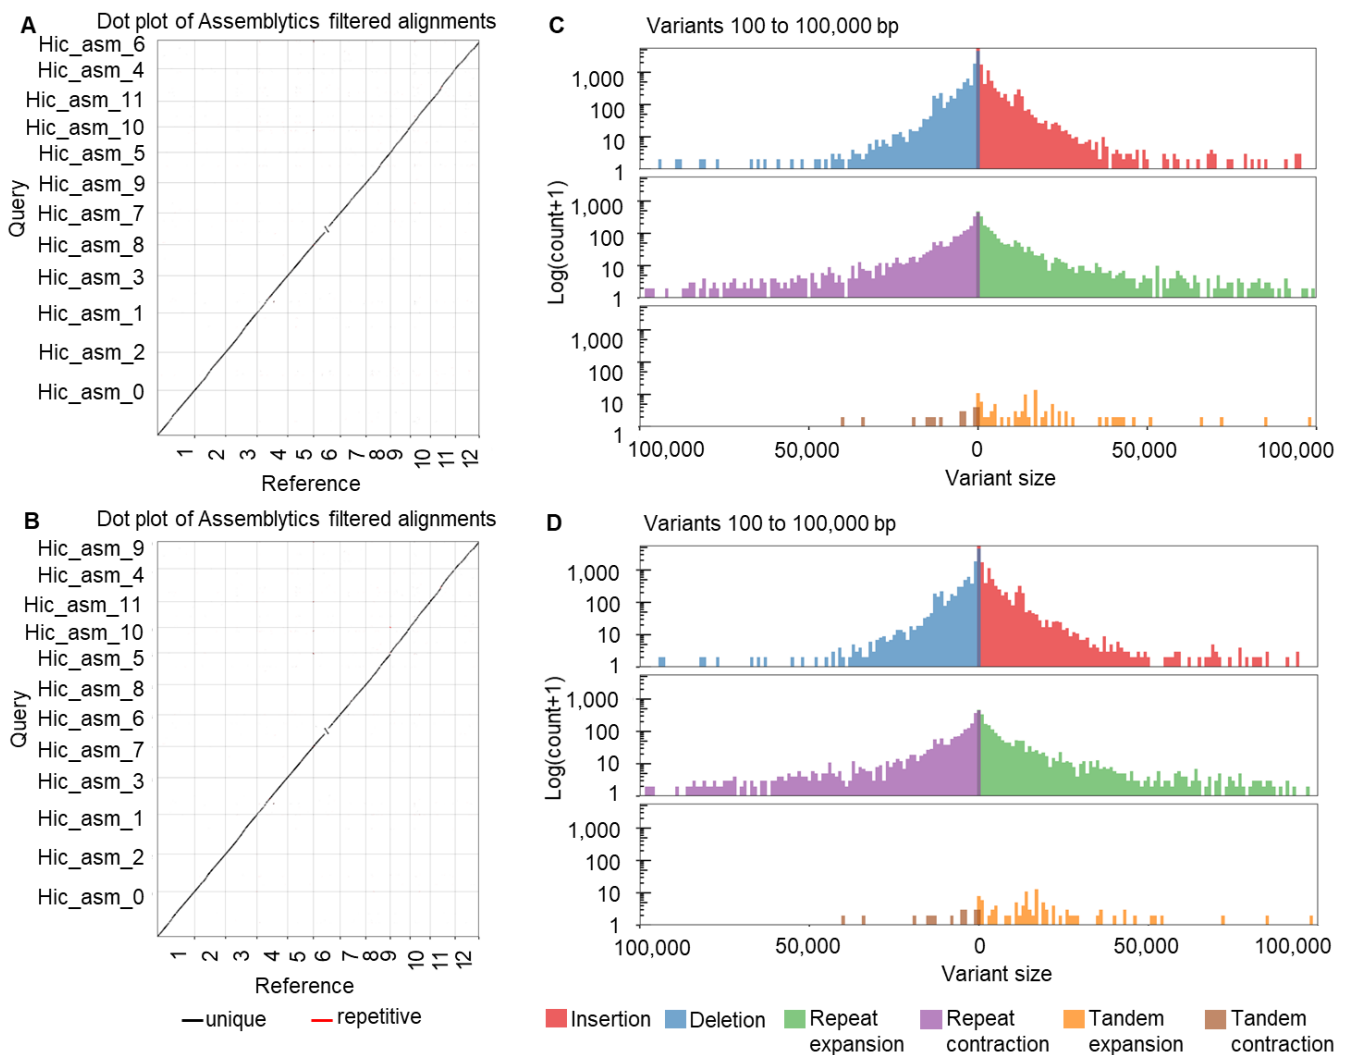 A
Dot plot of Assemblytics filtered alignments
Hic_asm_6
Hic_asm_4
Hic_asm_11
Hic_asm_10
Hic_asm_5
Hic_asm_9
Hic_asm_7
Hic_asm_8
Hic_asm_3
Hic_asm_1
Hic_asm_2
Hic_asm_0
Query
1 2 3 4 5 6 7 8 9 10 11 12
Reference
C
Variants 100 to 100,000 bp
1,000
100
10
1
1,000
100
10
1
1,000
100
10
1
Log(count+1)
100,000 50,000 0 50,000 100,000
Variant size
B
Dot plot of Assemblytics filtered alignments
Hic_asm_9
Hic_asm_4
Hic_asm_11
Hic_asm_10
Hic_asm_5
Hic_asm_8
Hic_asm_6
Hic_asm_7
Hic_asm_3
Hic_asm_1
Hic_asm_2
Hic_asm_0
Query
1 2 3 4 5 6 7 8 9 10 11 12
Reference
unique repetitive
D
Variants 100 to 100,000 bp
1,000
100
10
1
1,000
100
10
1
1,000
100
10
1
Log(count+1)
100,000 50,000 0 50,000 100,000
Variant size
Insertion
Deletion
Repeat
expansion
Repeat
contraction
Tandem
expansion
Tandem
contraction